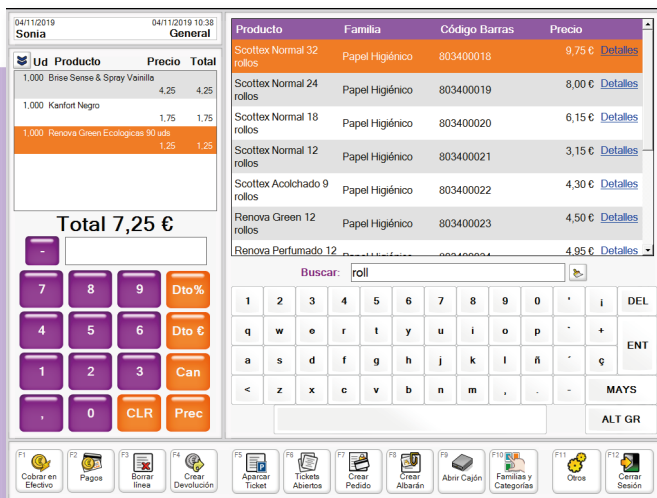 04/11/2019 04/11/2019 10:38
Sonia General
Ud Producto Precio Total
1,000 Brise Sense & Spray Vainilla
4,25 4,25
1,000 Kanfort Negro
1,75 1,75
1,000 Renova Green Ecologicas 90 uds
1,25 1,25
Total 7,25 €
-
7 8 9 Dto%
4 5 6 Dto €
1 2 3 Can
, 0 CLR Prec
Producto Familia Código Barras Precio
Scottex Normal 32 rollos Papel Higiénico 803400018 9,75 € Detalles
Scottex Normal 24 rollos Papel Higiénico 803400019 8,00 € Detalles
Scottex Normal 18 rollos Papel Higiénico 803400020 6,15 € Detalles
Scottex Normal 12 rollos Papel Higiénico 803400021 3,15 € Detalles
Scottex Acolchado 9 rollos Papel Higiénico 803400022 4,30 € Detalles
Renova Green 12 rollos Papel Higiénico 803400023 4,50 € Detalles
Renova Perfumado 12 4,95 € Detalles
Buscar: roll
1 2 3 4 5 6 7 8 9 0 ' ¡ DEL
q w e r t y u i o p ` + ENT
a s d f g h j k l ñ ´ ç
< z x c v b n m , . - MAYS
ALT GR
F1 Cobrar en Efectivo
F2 Pagos
F3 Borrar línea
F4 Crear Devolución
F5 Aparcar Ticket
F6 Tickets Abiertos
F7 Crear Pedido
F8 Crear Albarán
F9 Abrir Cajón
F10 Familias y Categorías
F11 Otros
F12 Cerrar Sesión